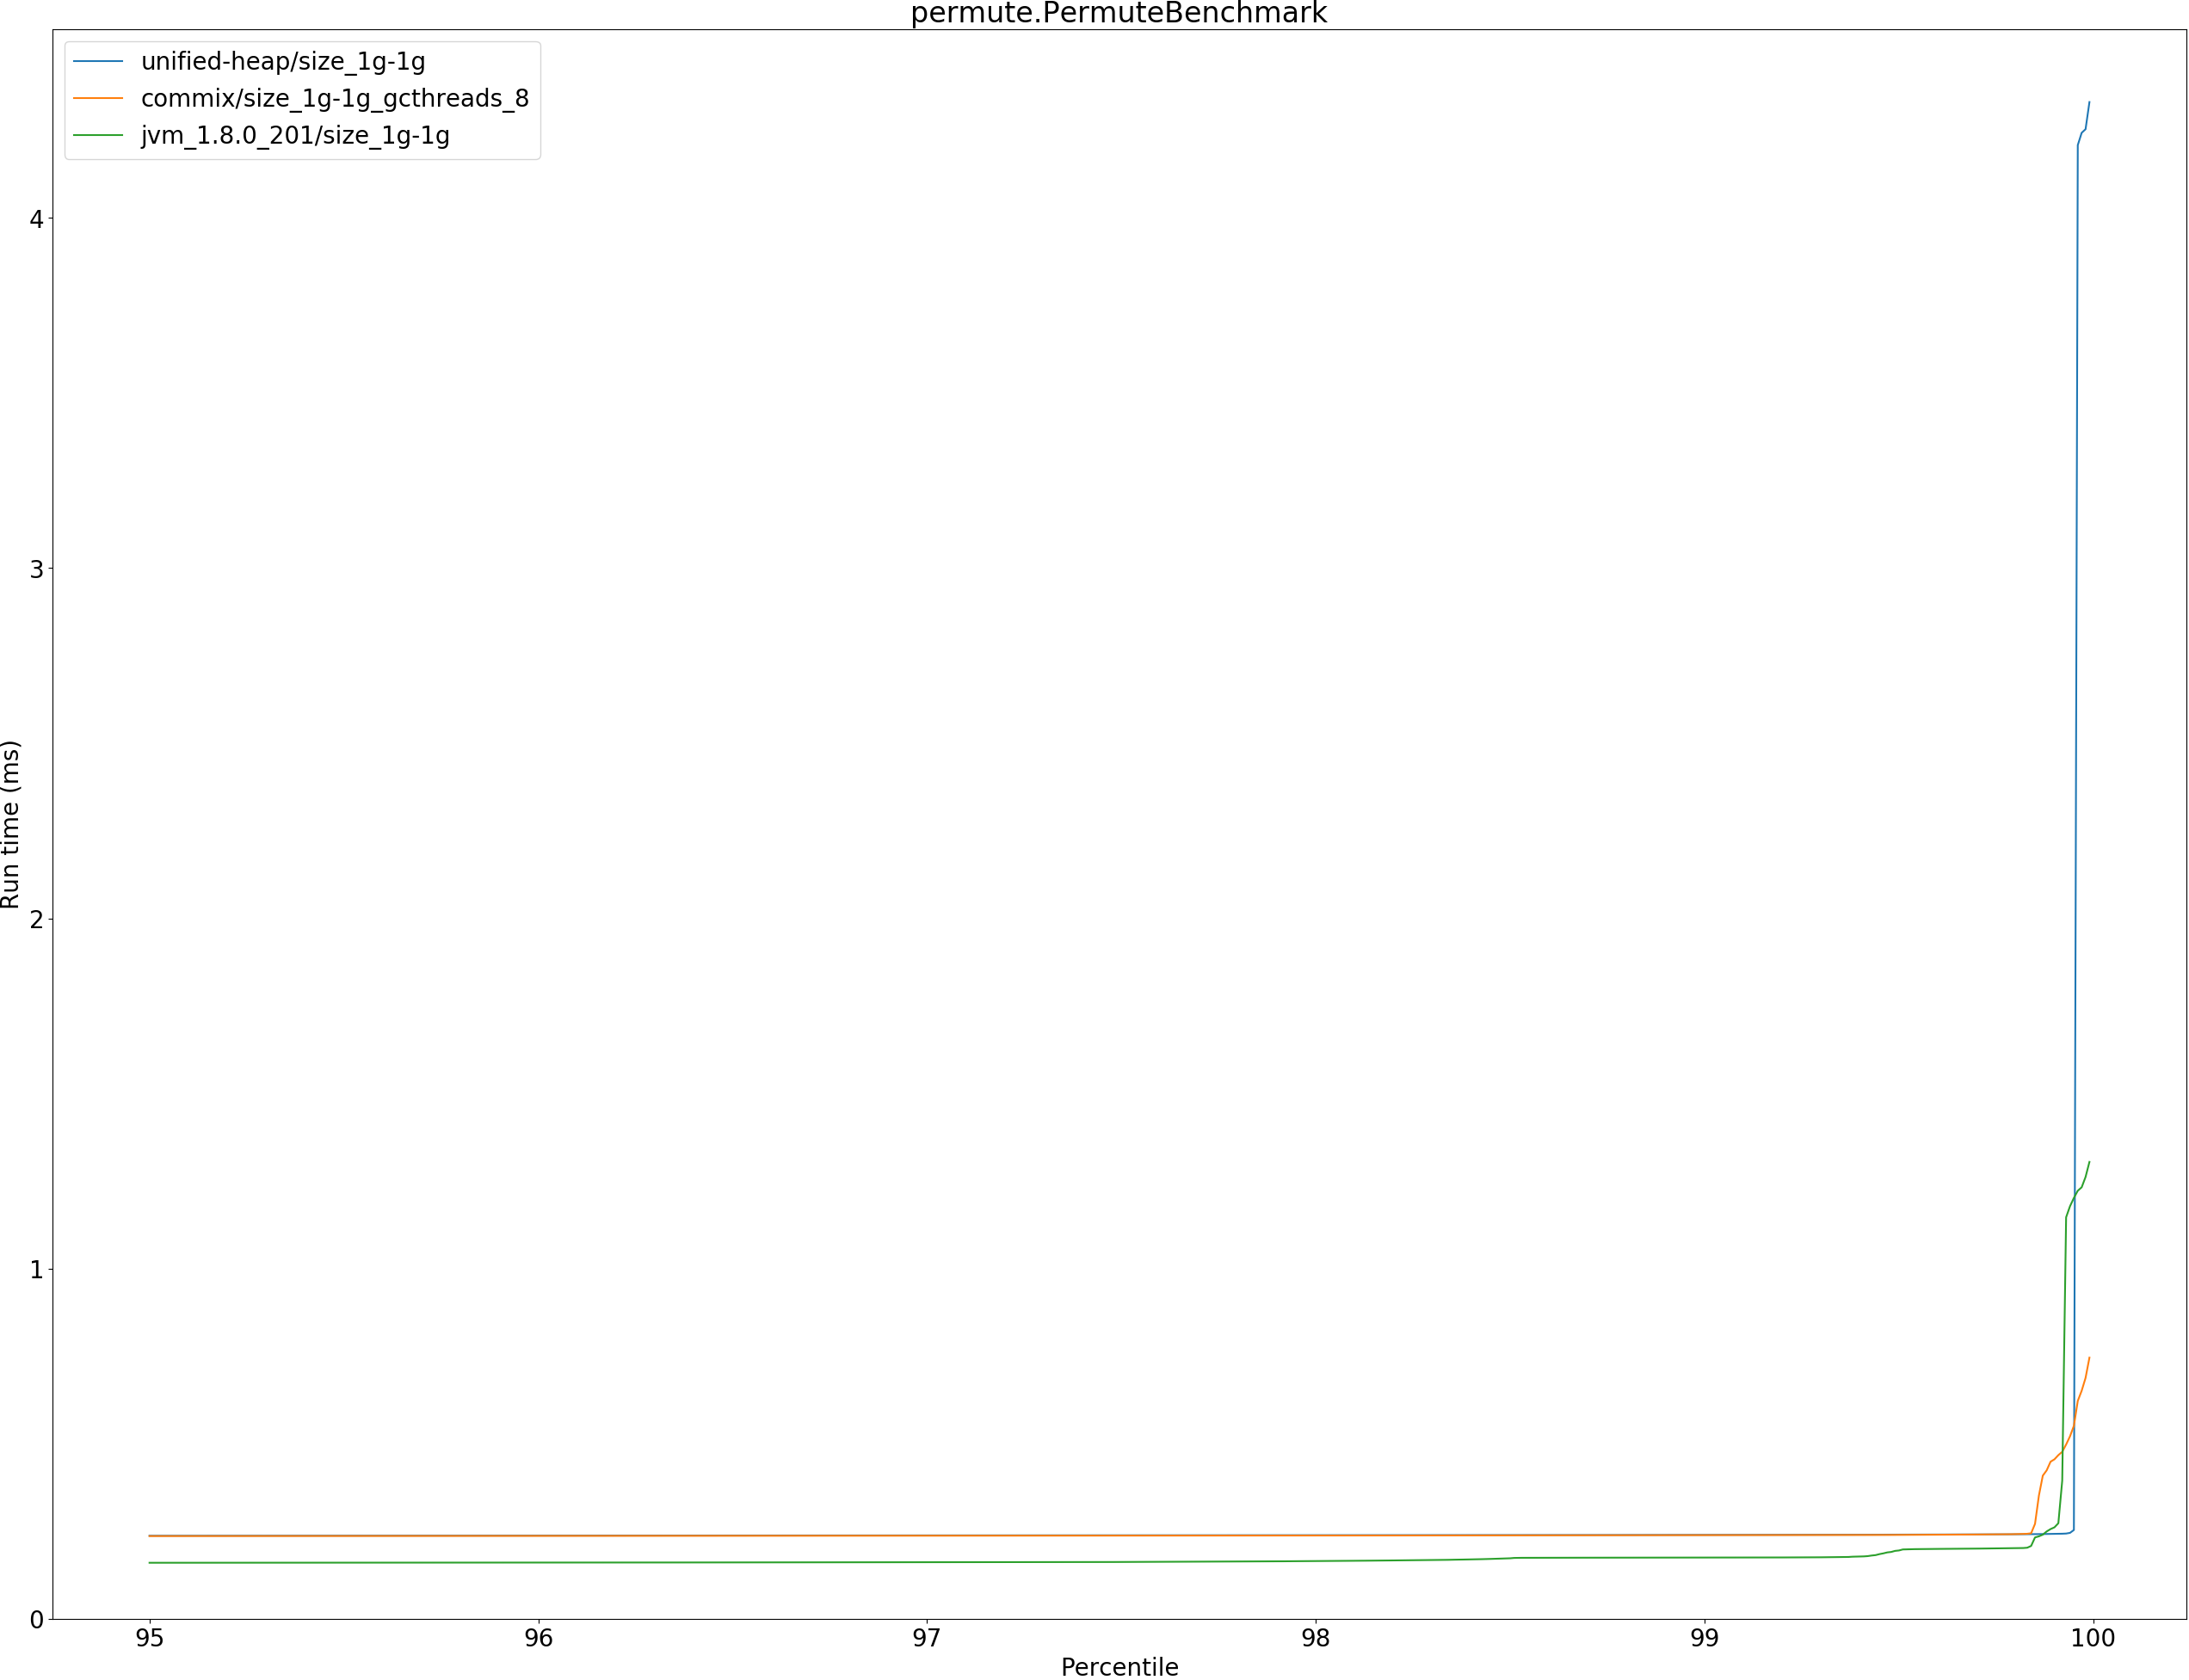 permute.PermuteBenchmark
unified-heap/size_1g-1g
commix/size_1g-1g_gcthreads_8
jvm_1.8.0_201/size_1g-1g
4
3
2
1
0
Run time (ms)
95 96 97 98 99 100
Percentile